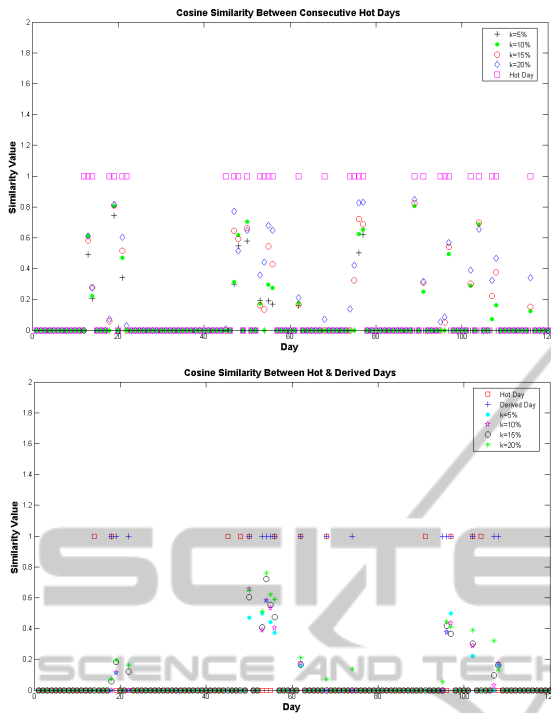 Cosine Similarity Between Consecutive Hot Days
2
1.8
1.6
1.4
1.2
1
0.8
0.6
0.4
0.2
0
Similarity Value
k=5%
k=10%
k=15%
k=20%
Hot Day
0 20 40 60 80 100 120
Day
Cosine Similarity Between Hot & Derived Days
2
1.8
1.6
1.4
1.2
1
0.8
0.6
0.4
0.2
0
Similarity Value
Hot Day
Derived Day
k=5%
k=10%
k=15%
k=20%
0 20 40 60 80 100 120
Day
SCITE
SCIENCE AND TECH